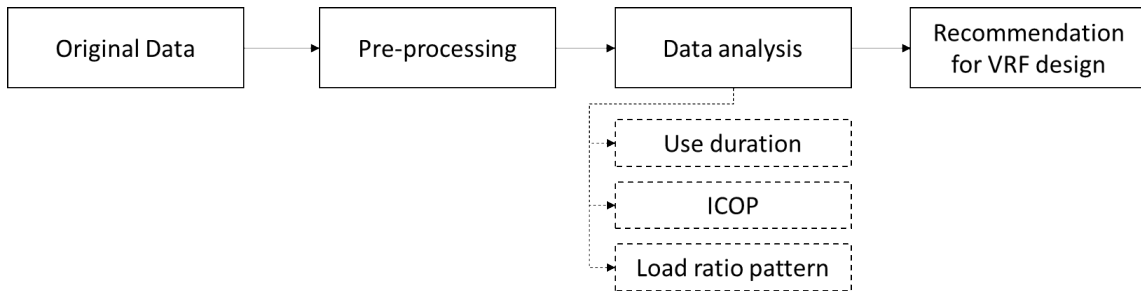 Original Data
Pre-processing
Data analysis
Recommendation
for VRF design
Use duration
ICOP
Load ratio pattern